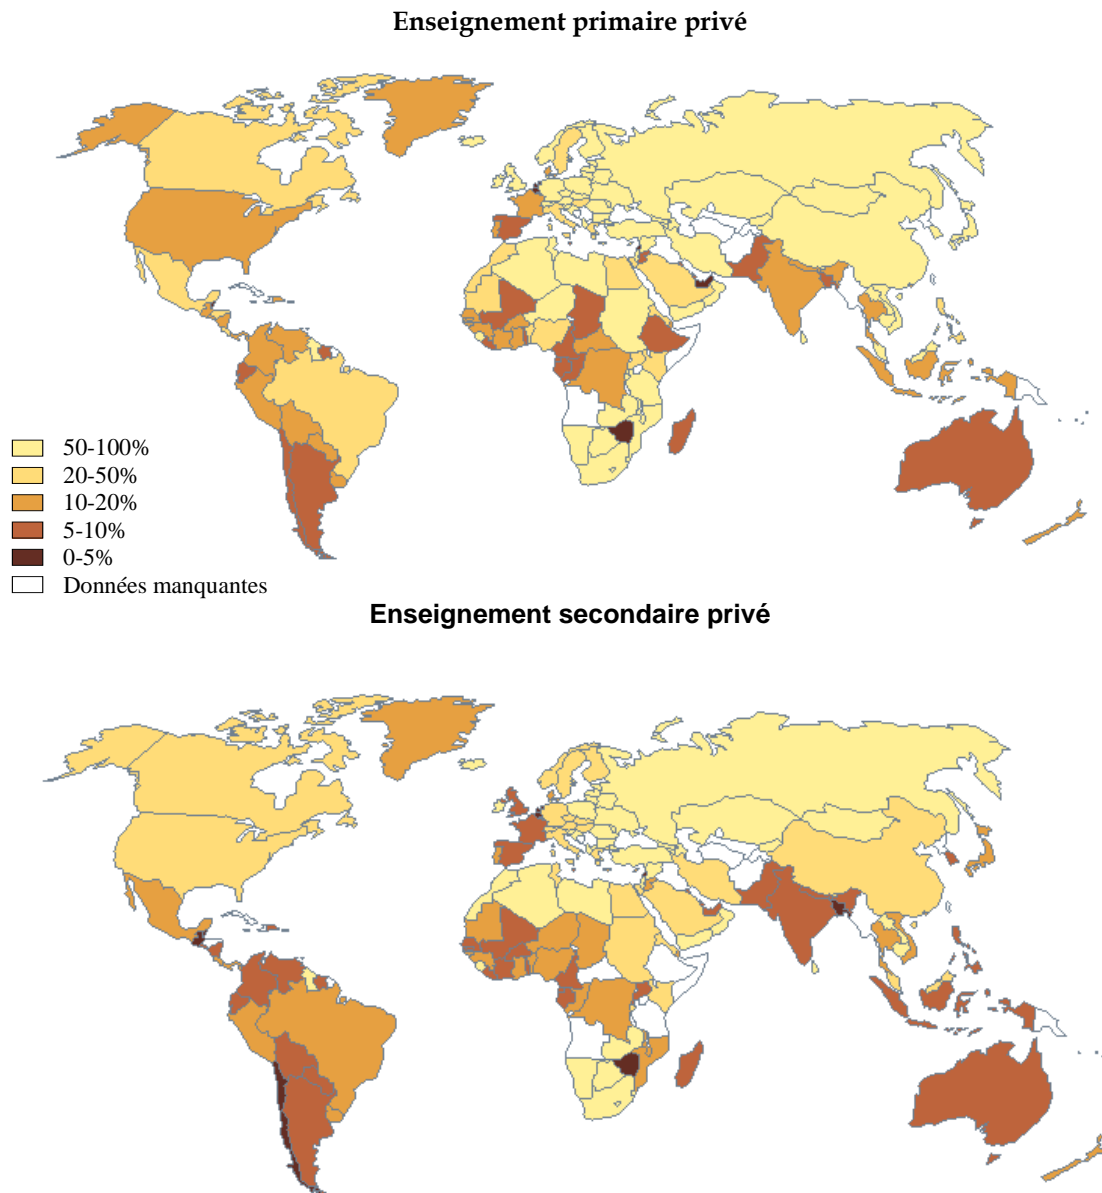 Enseignement primaire privé
50-100%
20-50%
10-20%
5-10%
0-5%
Données manquantes
Enseignement secondaire privé